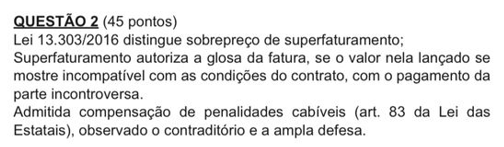 QUESTÃO 2 (45 pontos)
Lei 13.303/2016 distingue sobrepreço de superfaturamento;
Superfaturamento autoriza a glosa da fatura, se o valor nela lançado se
mostre incompatível com as condições do contrato, com o pagamento da
parte incontroversa.
Admitida compensação de penalidades cabíveis (art. 83 da Lei das
Estatais), observado o contraditório e a ampla defesa.